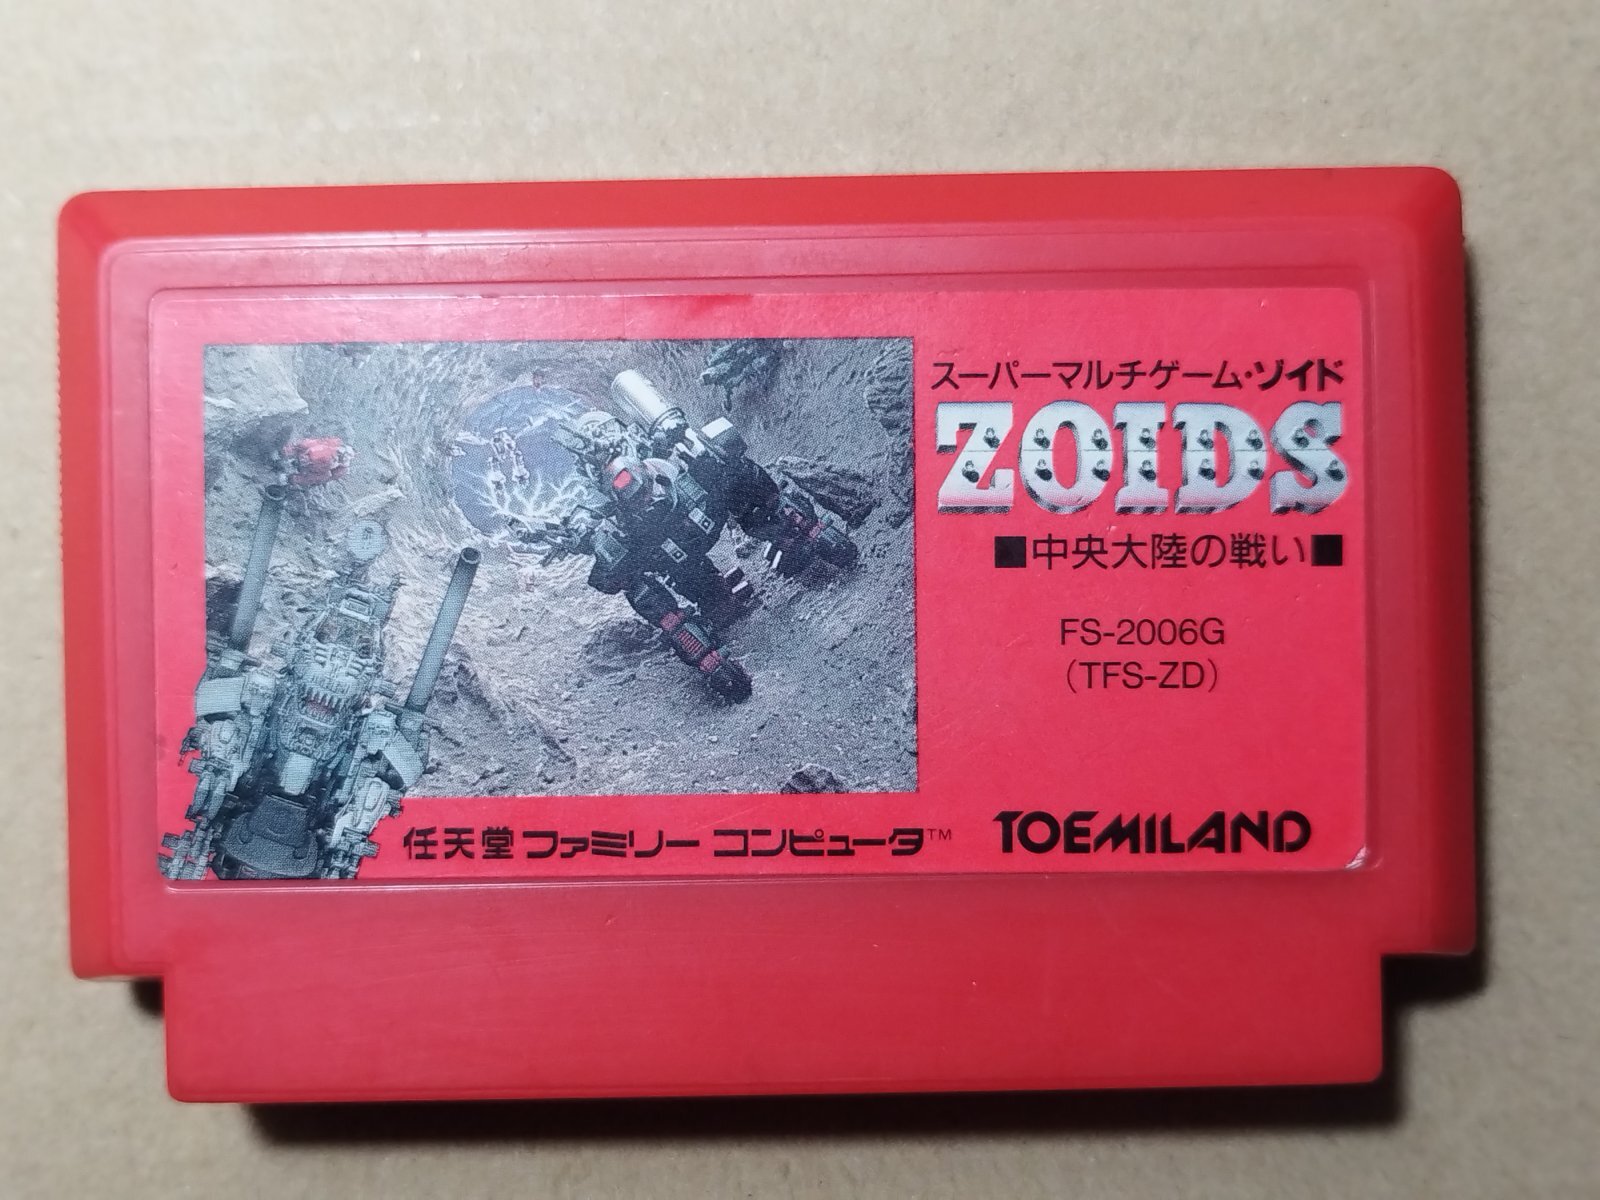 スーパーマルチゲーム・ゾイド
ZOIDS
■中央大陸の戦い■
FS-2006G
(TFS-ZD)
任天堂 ファミリー コンピュータ™
TOEMILAND